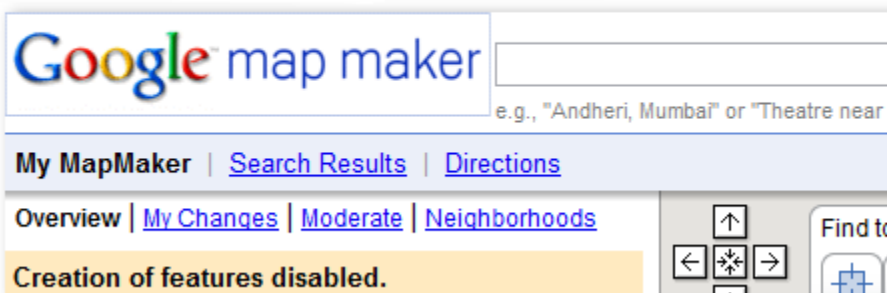 Google™ map maker
e.g., "Andheri, Mumbai" or "Theatre near
My MapMaker | Search Results | Directions
Overview | My Changes | Moderate | Neighborhoods
Find to
Creation of features disabled.